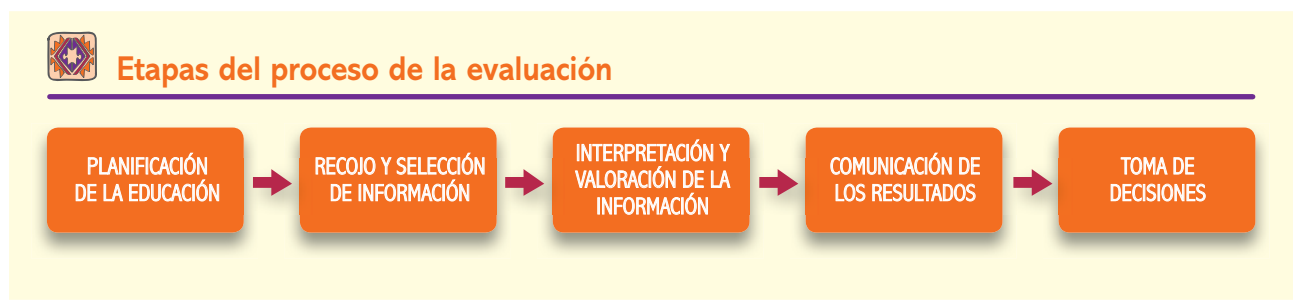 Etapas del proceso de la evaluación
PLANIFICACIÓN
DE LA EDUCACIÓN
RECOJO Y SELECCIÓN
DE INFORMACIÓN
INTERPRETACIÓN Y
VALORACIÓN DE LA
INFORMACIÓN
COMUNICACIÓN DE
LOS RESULTADOS
TOMA DE
DECISIONES